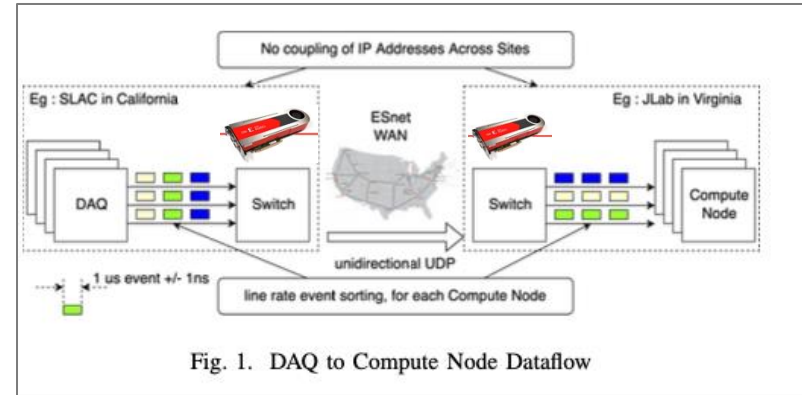 No coupling of IP Addresses Across Sites
Eg : SLAC in California
ESnet
WAN
Eg : JLab in Virginia
DAQ
Switch
Switch
Compute
Node
unidirectional UDP
1 us event +/- 1ns
line rate event sorting, for each Compute Node
Fig. 1. DAQ to Compute Node Dataflow